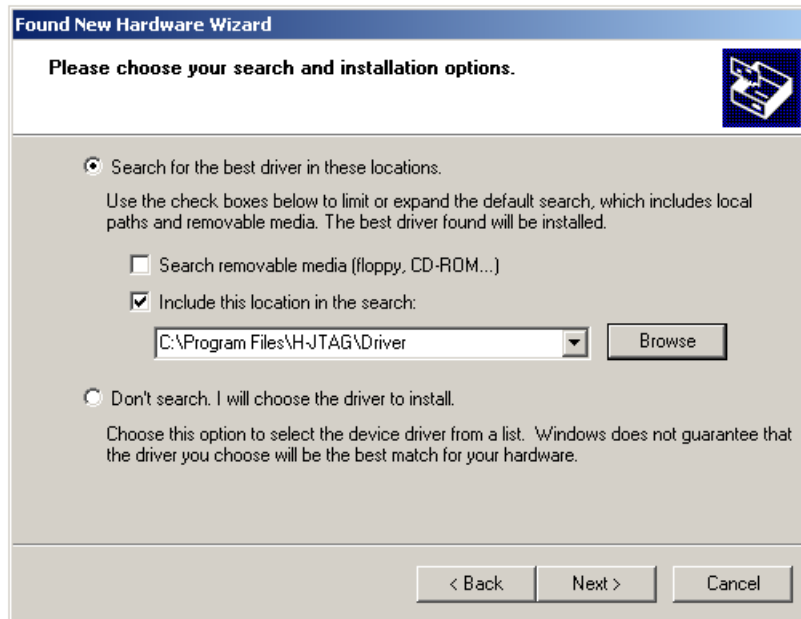 Found New Hardware Wizard
Please choose your search and installation options.
Search for the best driver in these locations.
Use the check boxes below to limit or expand the default search, which includes local
paths and removable media. The best driver found will be installed.
Search removable media (floppy, CD-ROM...)
Include this location in the search:
C:\Program Files\H-JTAG\Driver
Browse
Don't search. I will choose the driver to install.
Choose this option to select the device driver from a list.  Windows does not guarantee that
the driver you choose will be the best match for your hardware.
< Back
Next >
Cancel